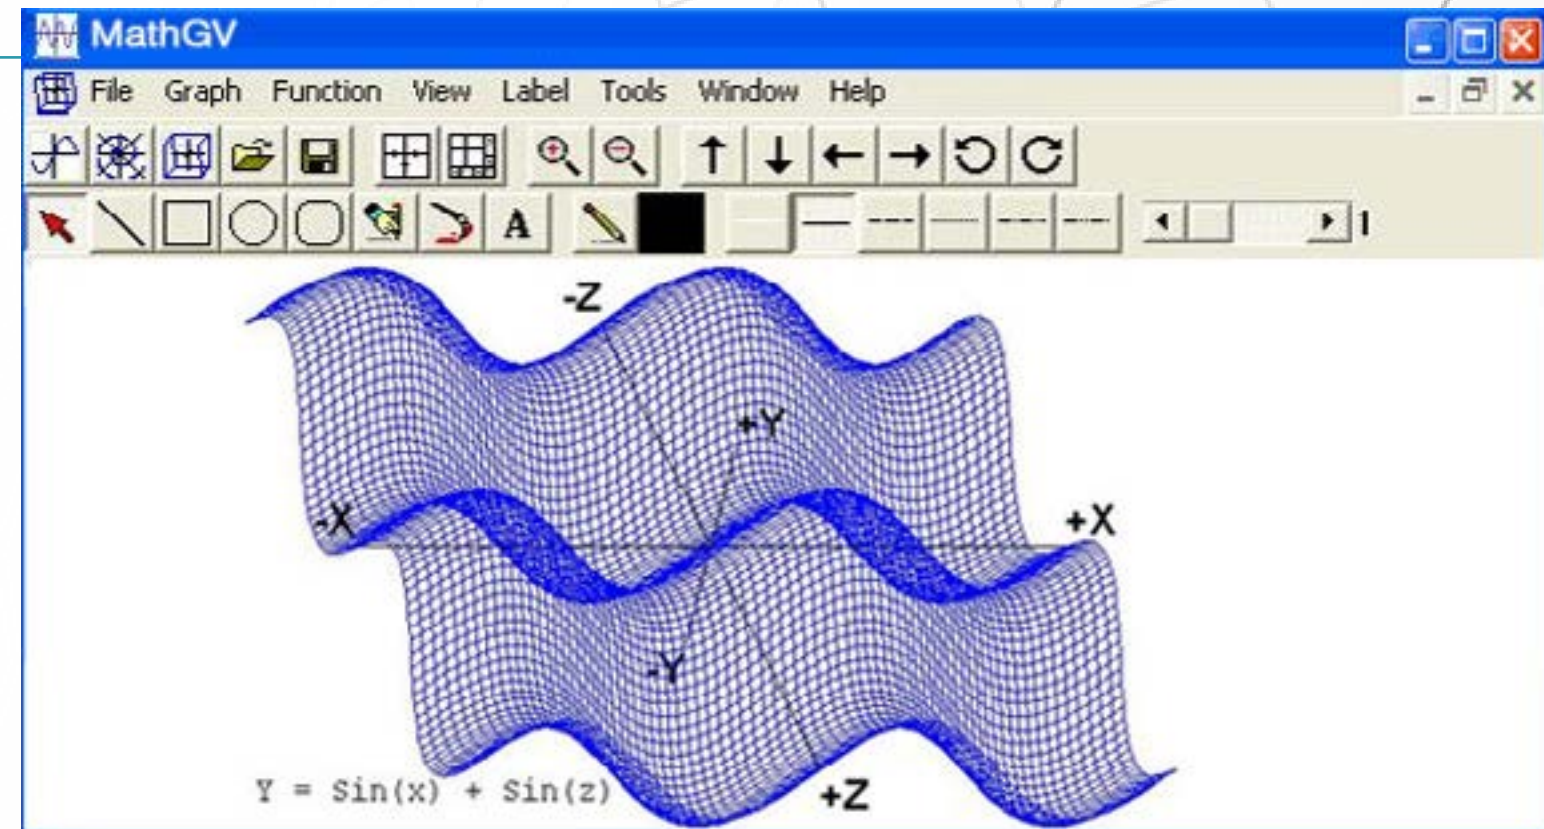 MathGV
File Graph Function View Label Tools Window Help
A
1
-Z
+Y
-X
+X
-Y
Y = Sin(x) + Sin(z)
+Z